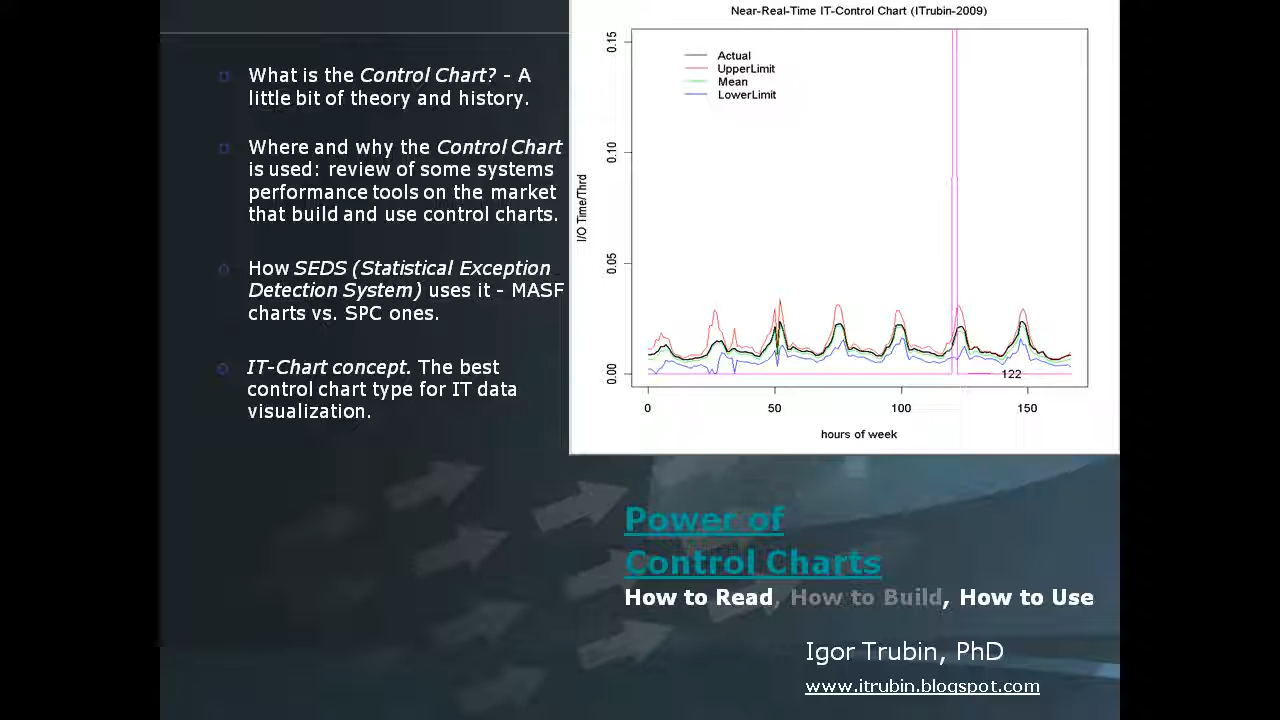 What is the Control Chart? - A
little bit of theory and history.
Where and why the Control Chart
is used: review of some systems
performance tools on the market
that build and use control charts.
How SEDS (Statistical Exception
Detection System) uses it - MASF
charts vs. SPC ones.
IT-Chart concept. The best
control chart type for IT data
visualization.
Near-Real-Time IT-Control Chart (ITrubin-2009)
Actual
UpperLimit
Mean
LowerLimit
I/O Time/Thrd
0.15
0.10
0.05
0.00
122
0 50 100 150
hours of week
Power of
Control Charts
How to Read, How to Build, How to Use
Igor Trubin, PhD
www.itrubin.blogspot.com